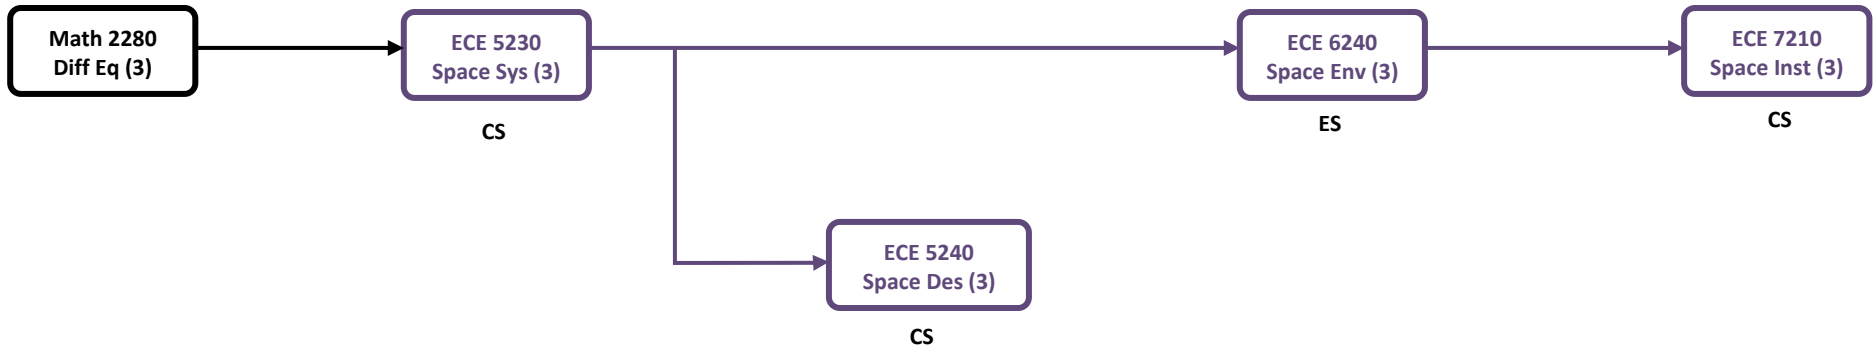 Math 2280
Diff Eq (3)
ECE 5230
Space Sys (3)
CS
ECE 6240
Space Env (3)
ES
ECE 7210
Space Inst (3)
CS
ECE 5240
Space Des (3)
CS